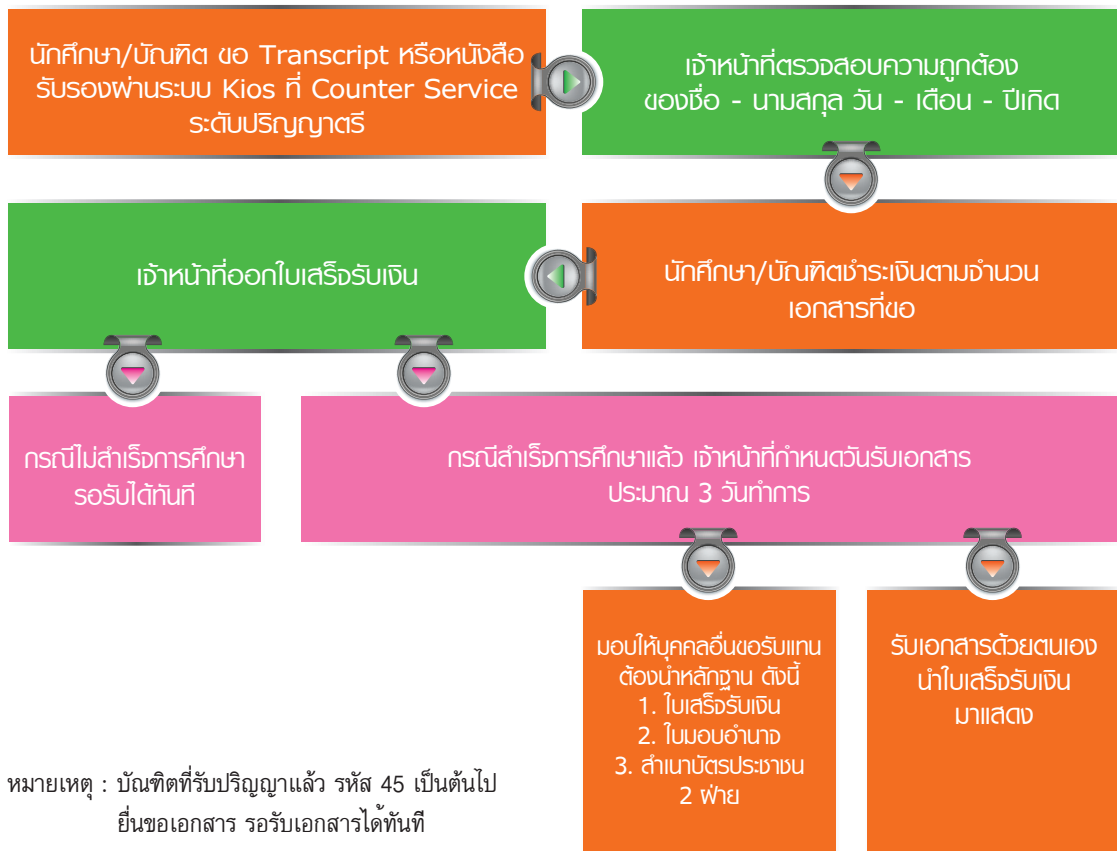 นักศึกษา/บัณฑิต ขอ Transcript หรือหนังสือ
รับรองผ่านระบบ Kios ที่ Counter Service
ระดับปริญญาตรี
เจ้าหน้าที่ตรวจสอบความถูกต้อง
ของชื่อ - นามสกุล วัน - เดือน - ปีเกิด
นักศึกษา/บัณฑิตชำระเงินตามจำนวน
เอกสารที่ขอ
เจ้าหน้าที่ออกใบเสร็จรับเงิน
กรณีไม่สำเร็จการศึกษา
รอรับได้ทันที
กรณีสำเร็จการศึกษาแล้ว เจ้าหน้าที่กำหนดวันรับเอกสาร
ประมาณ 3 วันทำการ
มอบให้บุคคลอื่นขอรับแทน
ต้องนำหลักฐาน ดังนี้
1. ใบเสร็จรับเงิน
2. ใบมอบอำนาจ
3. สำเนาบัตรประชาชน
2 ฝ่าย
รับเอกสารด้วยตนเอง
นำใบเสร็จรับเงิน
มาแสดง
หมายเหตุ : บัณฑิตที่รับปริญญาแล้ว รหัส 45 เป็นต้นไป
ยื่นขอเอกสาร รอรับเอกสารได้ทันที